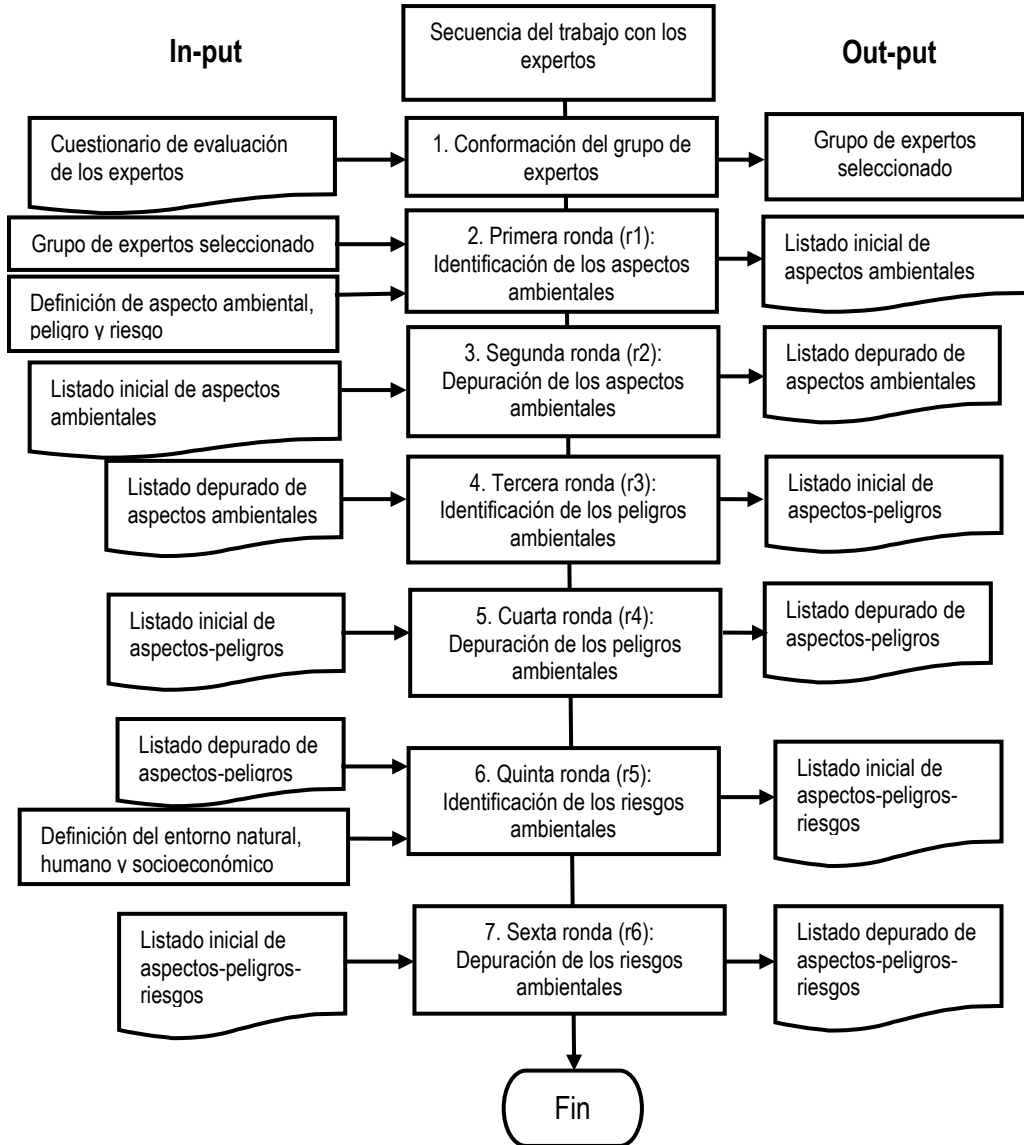 In-put
Secuencia del trabajo con los
expertos
Out-put
Cuestionario de evaluación
de los expertos
1. Conformación del grupo de
expertos
Grupo de expertos
seleccionado
Grupo de expertos seleccionado
Definición de aspecto ambiental,
peligro y riesgo
2. Primera ronda (r1):
Identificación de los aspectos
ambientales
Listado inicial de
aspectos ambientales
Listado inicial de aspectos
ambientales
3. Segunda ronda (r2):
Depuración de los aspectos
ambientales
Listado depurado de
aspectos ambientales
Listado depurado de
aspectos ambientales
4. Tercera ronda (r3):
Identificación de los peligros
ambientales
Listado inicial de
aspectos-peligros
Listado inicial de
aspectos-peligros
5. Cuarta ronda (r4):
Depuración de los peligros
ambientales
Listado depurado de
aspectos-peligros
Listado depurado de
aspectos-peligros
Definición del entorno natural,
humano y socioeconómico
6. Quinta ronda (r5):
Identificación de los riesgos
ambientales
Listado inicial de
aspectos-peligros-
riesgos
Listado inicial de
aspectos-peligros-
riesgos
7. Sexta ronda (r6):
Depuración de los riesgos
ambientales
Listado depurado de
aspectos-peligros-
riesgos
Fin